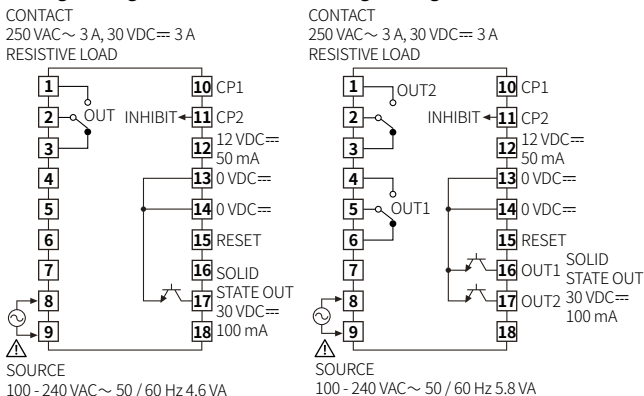 CONTACT
250 VAC～ 3 A, 30 VDC⎓ 3 A
RESISTIVE LOAD
1
2
3
4
5
6
7
8
9
OUT
INHIBIT
10 CP1
11 CP2
12 12 VDC⎓
50 mA
13 0 VDC⎓
14 0 VDC⎓
15 RESET
16 SOLID
STATE OUT
17 30 VDC⎓
100 mA
18
SOURCE
100 - 240 VAC～ 50 / 60 Hz 4.6 VA
CONTACT
250 VAC～ 3 A, 30 VDC⎓ 3 A
RESISTIVE LOAD
1
OUT2
2
3
4
5
OUT1
6
7
8
9
INHIBIT
10 CP1
11 CP2
12 12 VDC⎓
50 mA
13 0 VDC⎓
14 0 VDC⎓
15 RESET
16 OUT1
17 OUT2
SOLID
STATE OUT
30 VDC⎓
100 mA
18
SOURCE
100 - 240 VAC～ 50 / 60 Hz 5.8 VA